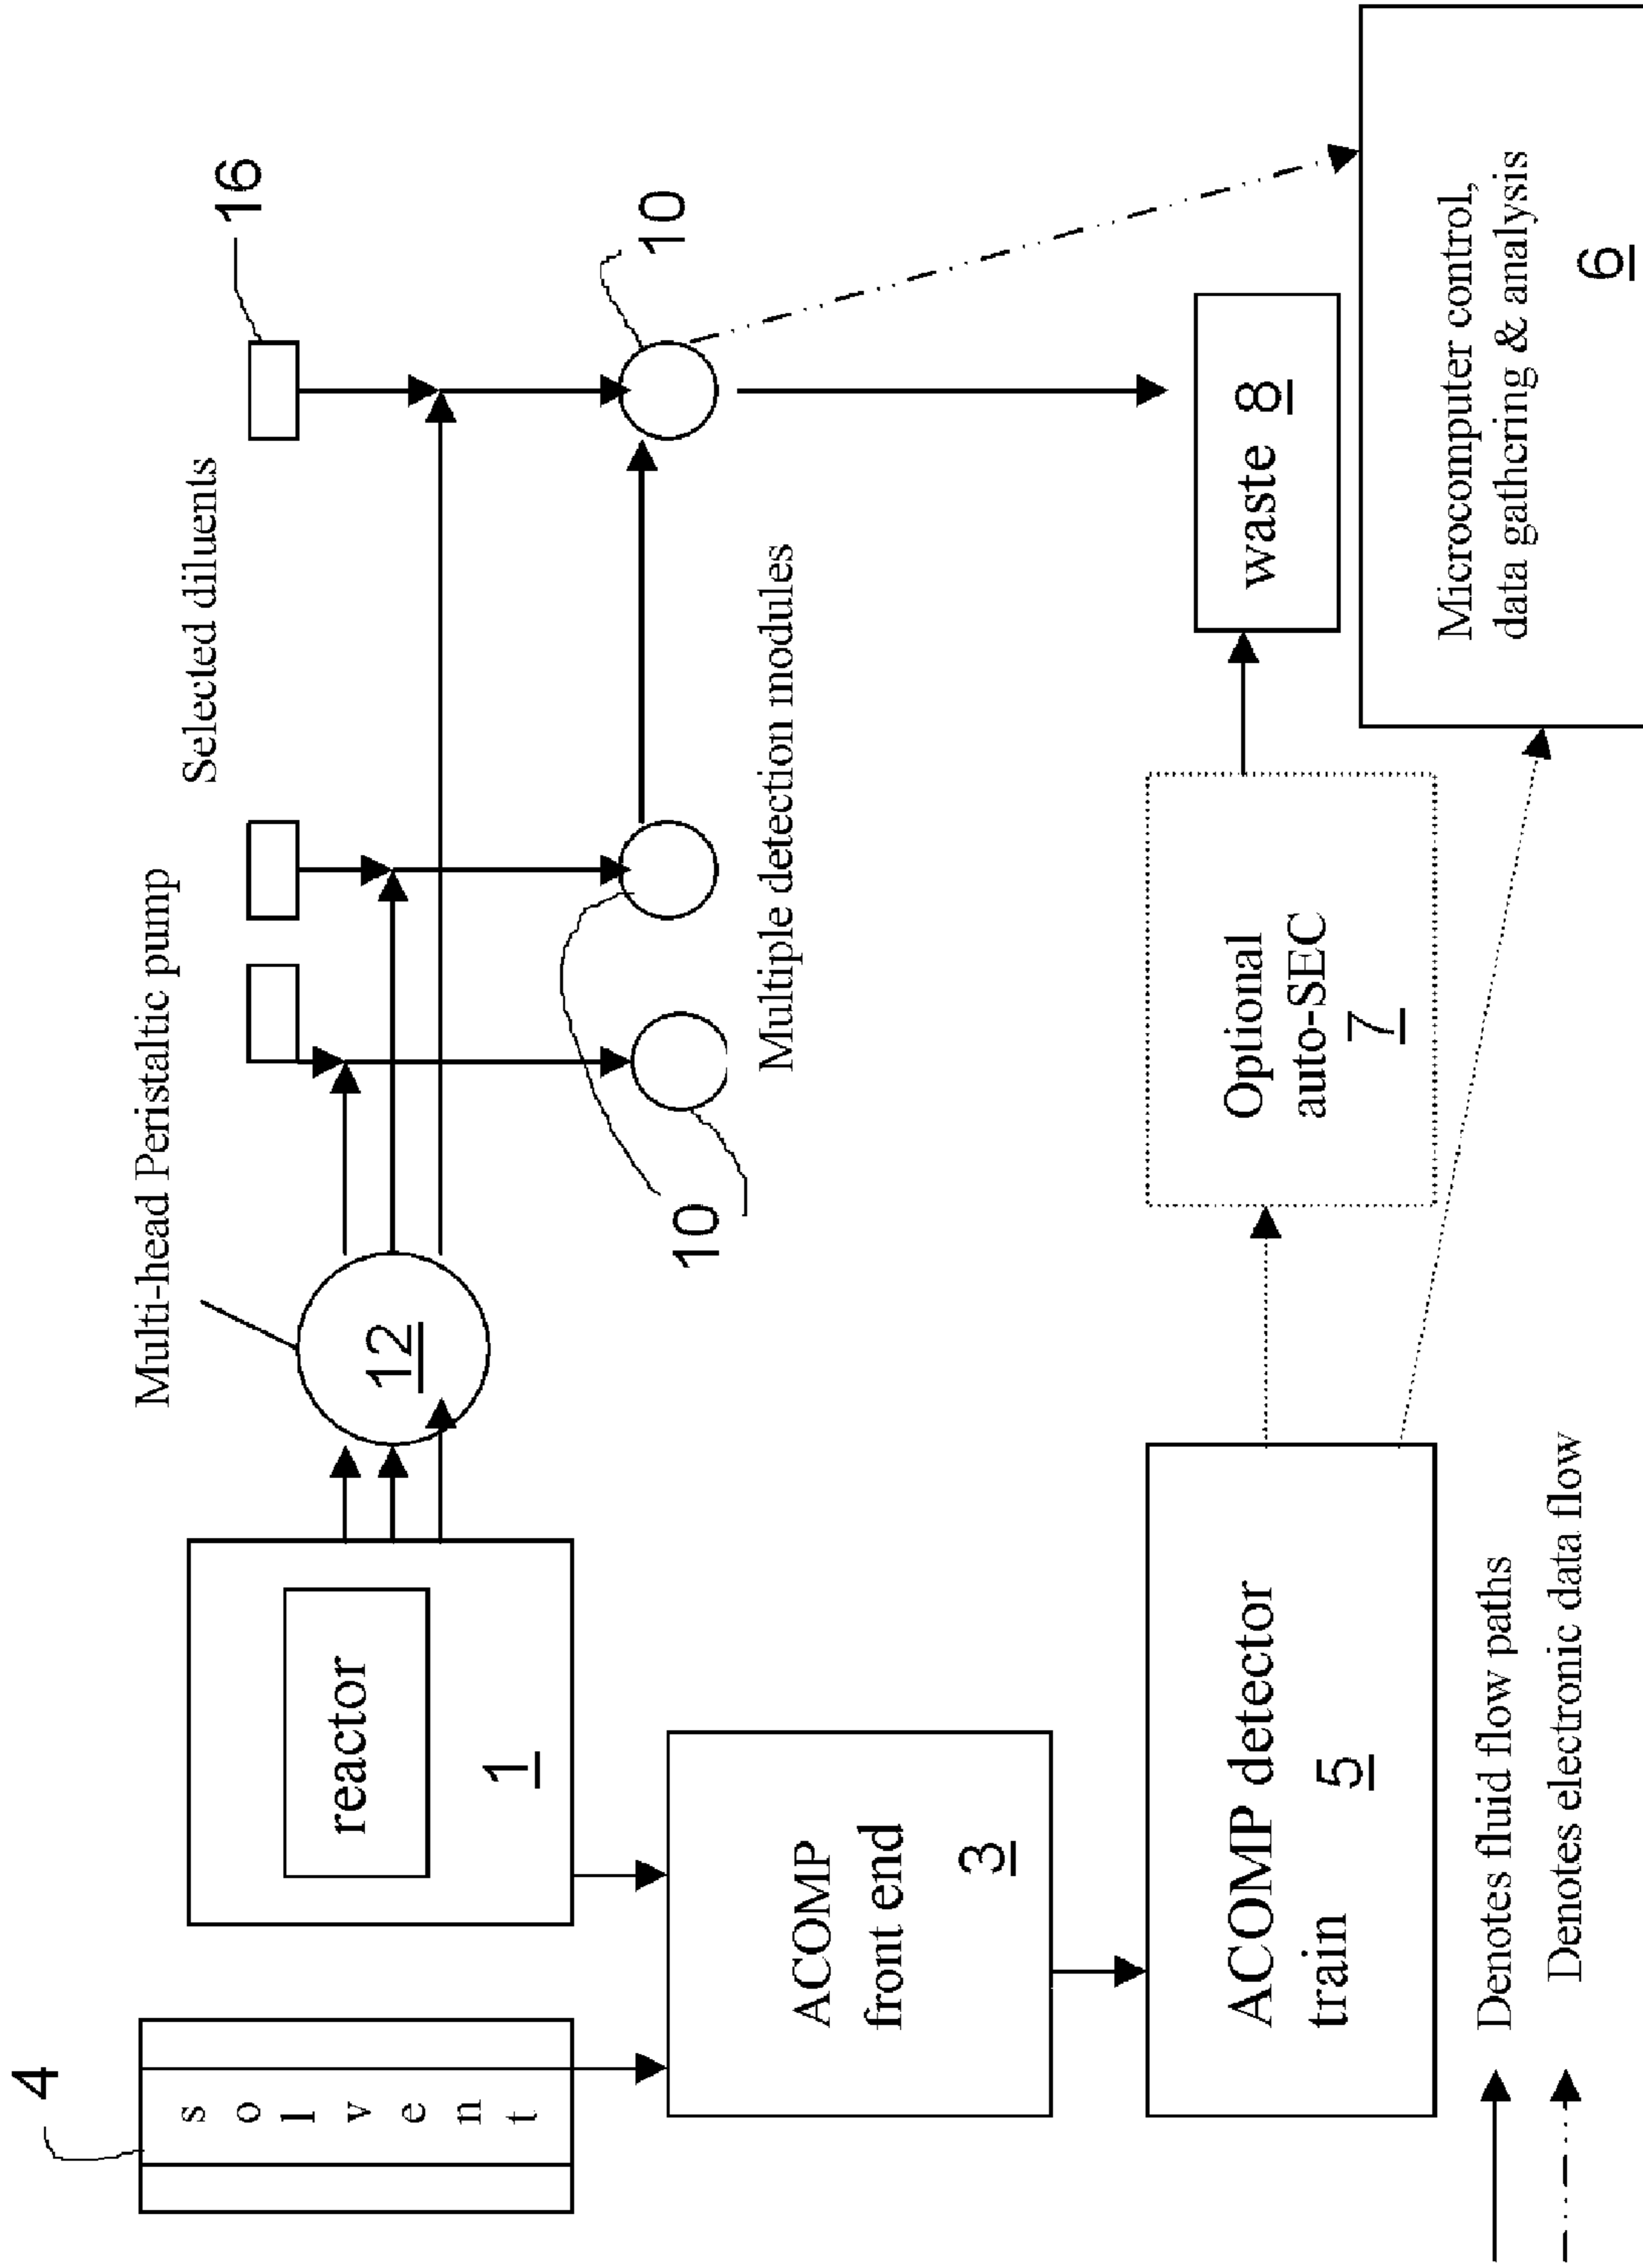 Multi-head Peristaltic pump
Selected diluents
16
4
solvent
reactor
1
12
10
10
Multiple detection modules
ACOMP
front end
3
ACOMP detector
train
5
Optional
auto-SEC
7
waste 8
Microcomputer control,
data gathering & analysis
6
Denotes fluid flow paths
Denotes electronic data flow